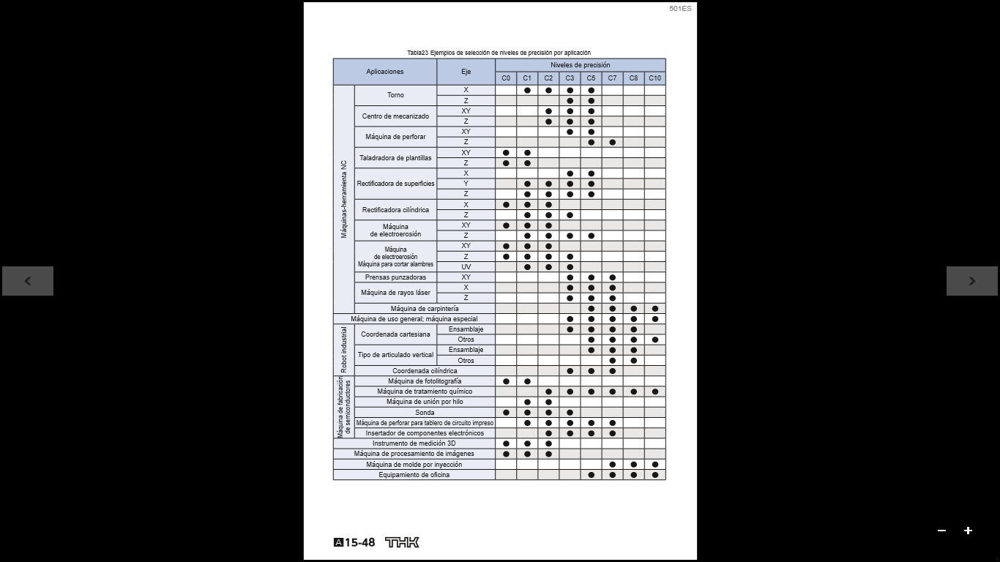 501ES
Tabla23 Ejemplos de selección de niveles de precisión por aplicación
Aplicaciones Eje Niveles de precisión
C0 C1 C2 C3 C5 C7 C8 C10
Máquinas-herramienta NC
Torno X ● ● ● ●
Z ● ●
Centro de mecanizado XY ● ● ●
Z ● ● ●
Máquina de perforar XY ● ●
Z ● ●
Taladradora de plantillas XY ● ●
Z ● ●
Rectificadora de superficies X ● ●
Y ● ● ● ●
Z ● ● ● ●
Rectificadora cilíndrica X ● ● ●
Z ● ● ●
Máquina
de electroerosión XY ● ● ●
Z ● ● ● ●
Máquina
de electroerosión
Máquina para cortar alambres XY ● ● ●
Z ● ● ● ●
UV ● ● ●
Prensas punzadoras XY ● ● ●
Máquina de rayos láser X ● ● ●
Z ● ● ●
Máquina de carpintería ● ● ● ●
Máquina de uso general; máquina especial ● ● ● ● ●
Robot industrial
Coordenada cartesiana Ensamblaje ● ● ● ●
Otros ● ● ● ●
Tipo de articulado vertical Ensamblaje ● ● ●
Otros ● ●
Coordenada cilíndrica ● ● ●
Máquina de fabricación
de semiconductores
Máquina de fotolitografía ● ●
Máquina de tratamiento químico ● ● ● ● ● ●
Máquina de unión por hilo ● ●
Sonda ● ● ● ●
Máquina de perforar para tablero de circuito impreso ● ● ● ● ●
Insertador de componentes electrónicos ● ● ● ●
Instrumento de medición 3D ● ● ●
Máquina de procesamiento de imágenes ● ● ●
Máquina de molde por inyección ● ● ●
Equipamiento de oficina ● ● ● ●
A15-48 THK